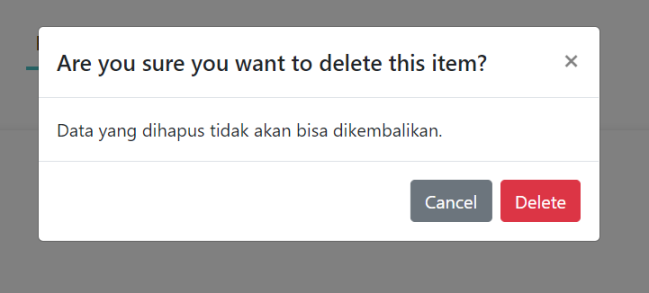 Are you sure you want to delete this item?
×
Data yang dihapus tidak akan bisa dikembalikan.
Cancel
Delete